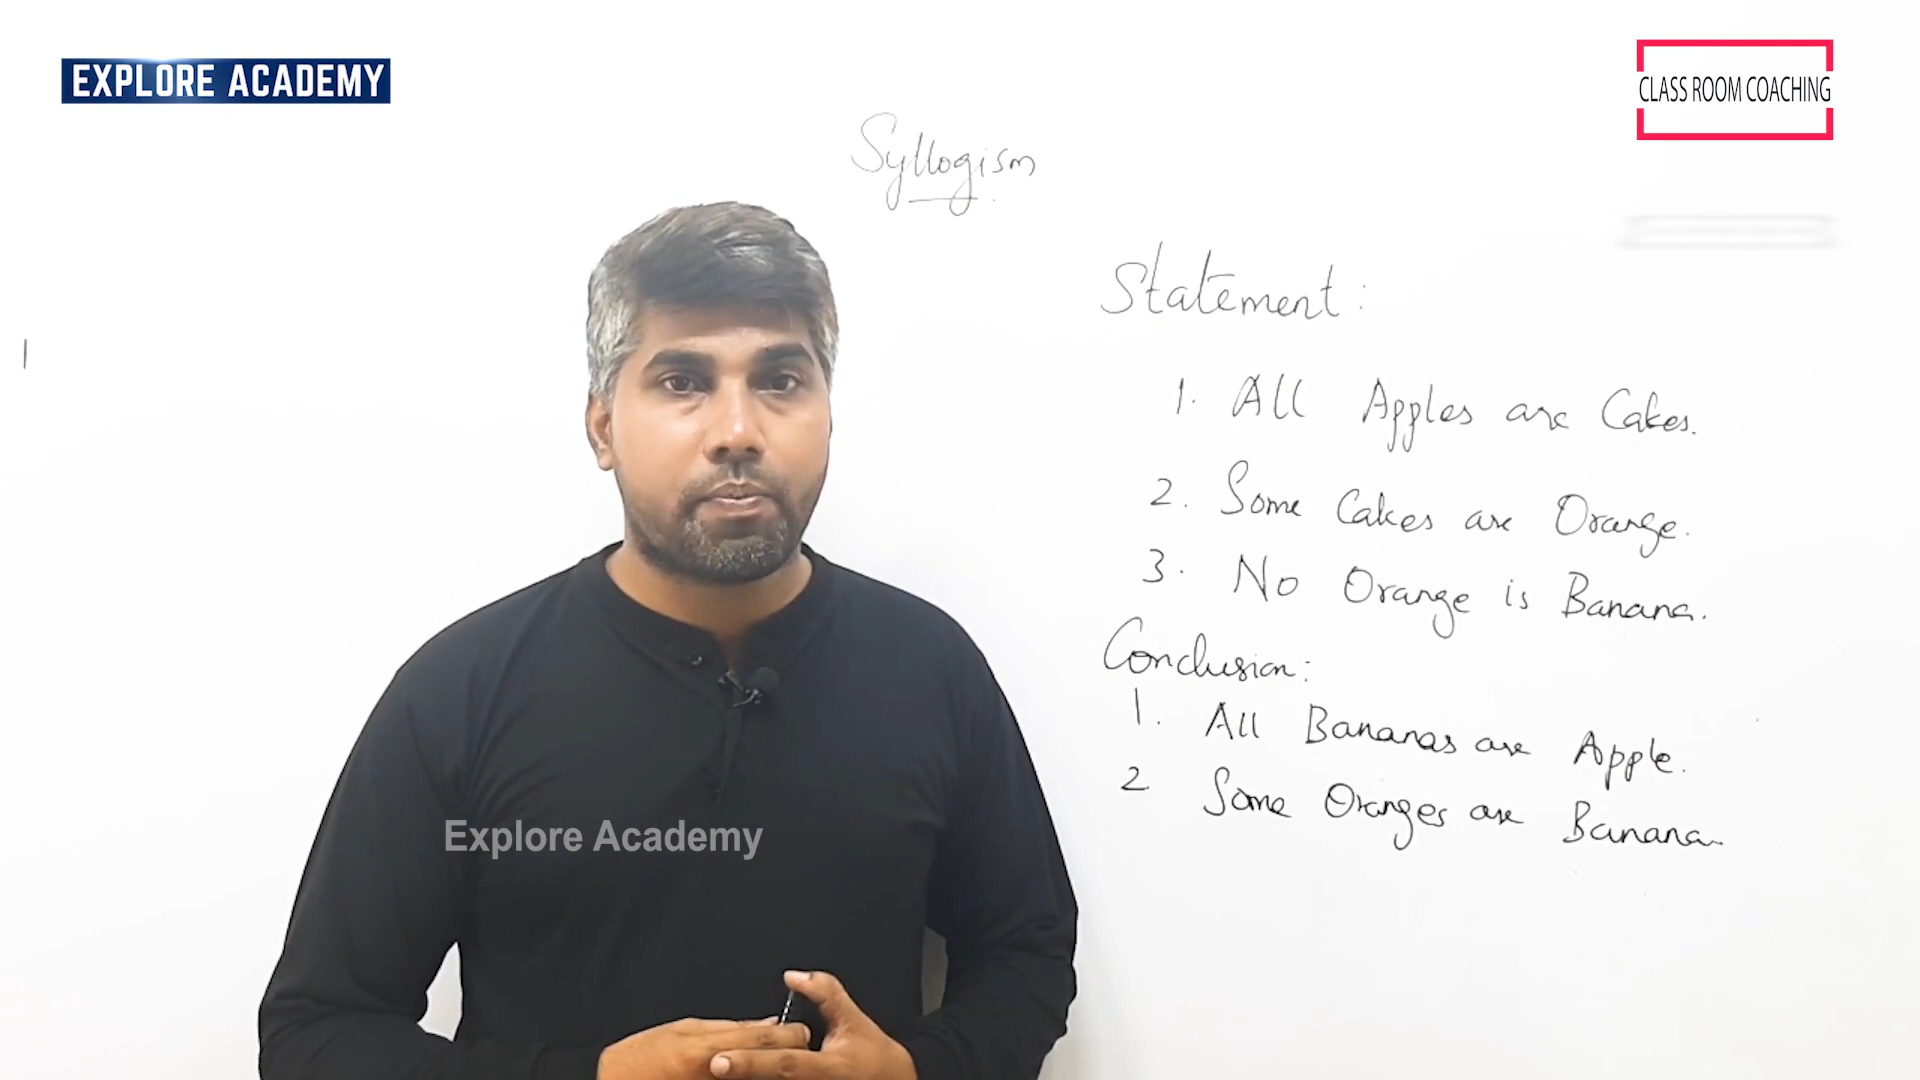 EXPLORE ACADEMY
CLASS ROOM COACHING
Syllogism
Statement:
1. All Apples are Cakes.
2. Some Cakes are Orange.
3. No Orange is Banana.
Conclusion:
1. All Bananas are Apple.
2 Some Oranges are Banana.
Explore Academy